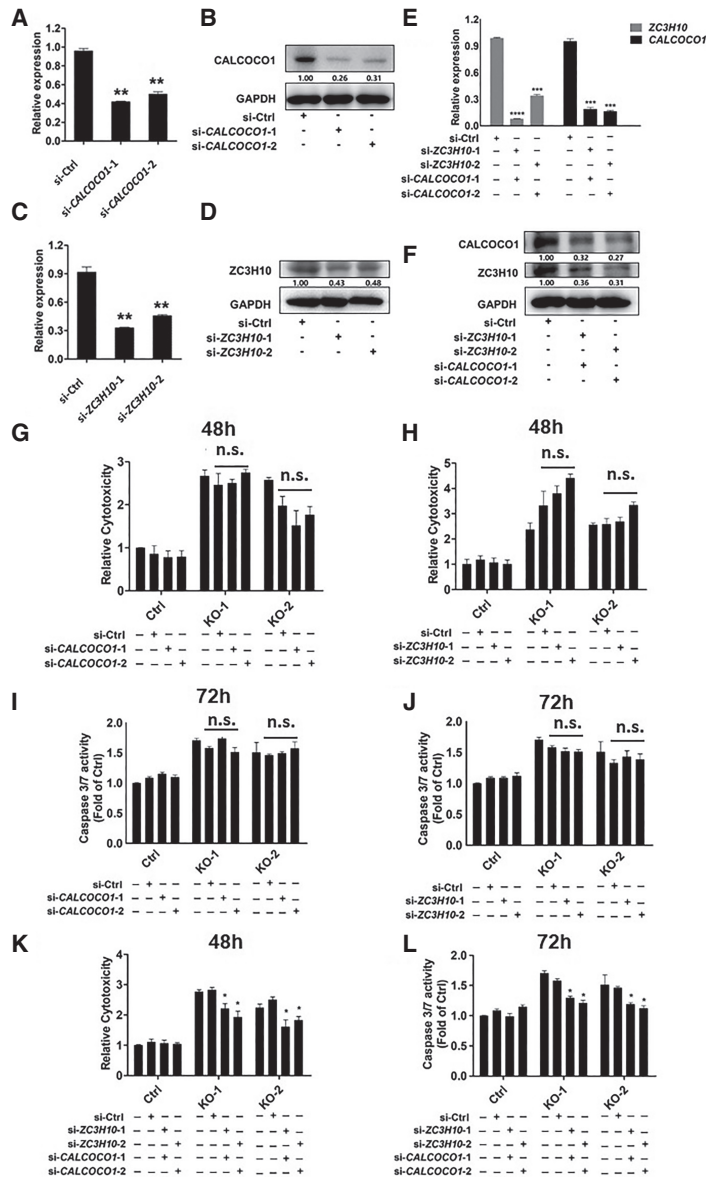 A
Relative expression
1.2
1.0
0.8
0.6
0.4
0.2
0.0
**
**
si-Ctrl
si-CALCOCO1-1
si-CALCOCO1-2
B
CALCOCO1
1.00 0.26 0.31
GAPDH
si-Ctrl + - -
si-CALCOCO1-1 - + -
si-CALCOCO1-2 - - +
E
ZC3H10
CALCOCO1
Relative expression
1.2
0.9
0.6
0.3
0.0
****
***
***
***
si-Ctrl + - - + - -
si-ZC3H10-1 - + - - + -
si-ZC3H10-2 - - + - - +
si-CALCOCO1-1 - + - - + -
si-CALCOCO1-2 - - + - - +
C
Relative expression
1.2
0.9
0.6
0.3
0.0
**
**
si-Ctrl
si-ZC3H10-1
si-ZC3H10-2
D
ZC3H10
1.00 0.43 0.48
GAPDH
si-Ctrl + - -
si-ZC3H10-1 - + -
si-ZC3H10-2 - - +
F
CALCOCO1
1.00 0.32 0.27
ZC3H10
1.00 0.36 0.31
GAPDH
si-Ctrl + - -
si-ZC3H10-1 - + -
si-ZC3H10-2 - - +
si-CALCOCO1-1 - + -
si-CALCOCO1-2 - - +
G
48h
Relative Cytotoxicity
3
2
1
0
n.s.
n.s.
Ctrl KO-1 KO-2
si-Ctrl – + – – – + – – – + – –
si-CALCOCO1-1 – – + – – – + – – – + –
si-CALCOCO1-2 – – – + – – – + – – – +
H
48h
Relative Cytotoxicity
5
4
3
2
1
0
n.s.
n.s.
Ctrl KO-1 KO-2
si-Ctrl – + – – – + – – – + – –
si-ZC3H10-1 – – + – – – + – – – + –
si-ZC3H10-2 – – – + – – – + – – – +
I
72h
Caspase 3/7 activity
(Fold of Ctrl)
2.0
1.5
1.0
0.5
0.0
n.s.
n.s.
Ctrl KO-1 KO-2
si-Ctrl – + – – – + – – – + – –
si-CALCOCO1-1 – – + – – – + – – – + –
si-CALCOCO1-2 – – – + – – – + – – – +
J
72h
Caspase 3/7 activity
(Fold of Ctrl)
2.0
1.5
1.0
0.5
0.0
n.s.
n.s.
Ctrl KO-1 KO-2
si-Ctrl – + – – – + – – – + – –
si-ZC3H10-1 – – + – – – + – – – + –
si-ZC3H10-2 – – – + – – – + – – – +
K
48h
Relative Cytotoxicity
4
3
2
1
0
* * * *
Ctrl KO-1 KO-2
si-Ctrl – + – – – + – – – + – –
si-ZC3H10-1 – – + – – – + – – – + –
si-ZC3H10-2 – – – + – – – + – – – +
si-CALCOCO1-1 – – + – – – + – – – + –
si-CALCOCO1-2 – – – + – – – + – – – +
L
72h
Caspase 3/7 activity
(Fold of Ctrl)
2.0
1.5
1.0
0.5
0.0
* * * *
Ctrl KO-1 KO-2
si-Ctrl – + – – – + – – – + – –
si-ZC3H10-1 – – + – – – + – – – + –
si-ZC3H10-2 – – – + – – – + – – – +
si-CALCOCO1-1 – – + – – – + – – – + –
si-CALCOCO1-2 – – – + – – – + – – – +